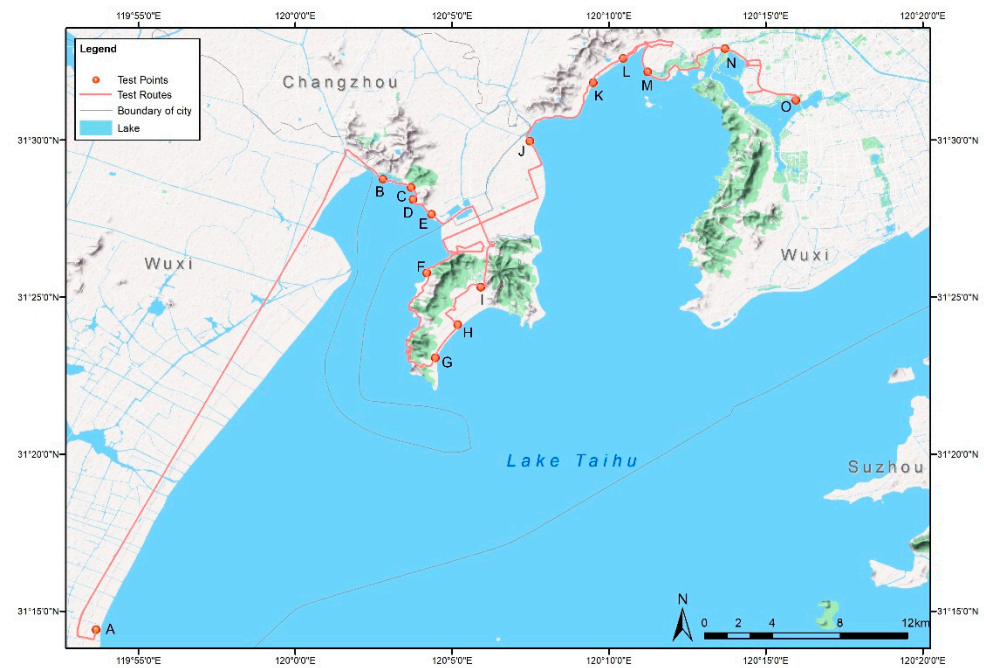 119°55'0"E 120°0'0"E 120°5'0"E 120°10'0"E 120°15'0"E 120°20'0"E
Legend
Test Points
Test Routes
Boundary of city
Lake
Changzhou
L
N
M
K
O
31°30'0"N 31°30'0"N
J
B
C
D
E
Wuxi
Wuxi
F
31°25'0"N 31°25'0"N
I
H
G
31°20'0"N 31°20'0"N
Lake Taihu
Suzhou
31°15'0"N 31°15'0"N
A
N
0 2 4 8 12km
119°55'0"E 120°0'0"E 120°5'0"E 120°10'0"E 120°15'0"E 120°20'0"E